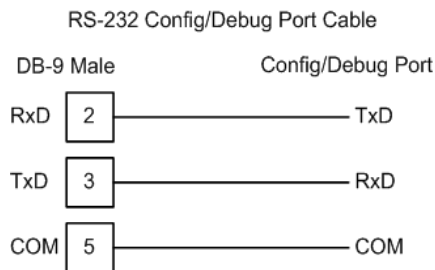 RS-232 Config/Debug Port Cable
DB-9 Male Config/Debug Port
RxD 2 TxD
TxD 3 RxD
COM 5 COM